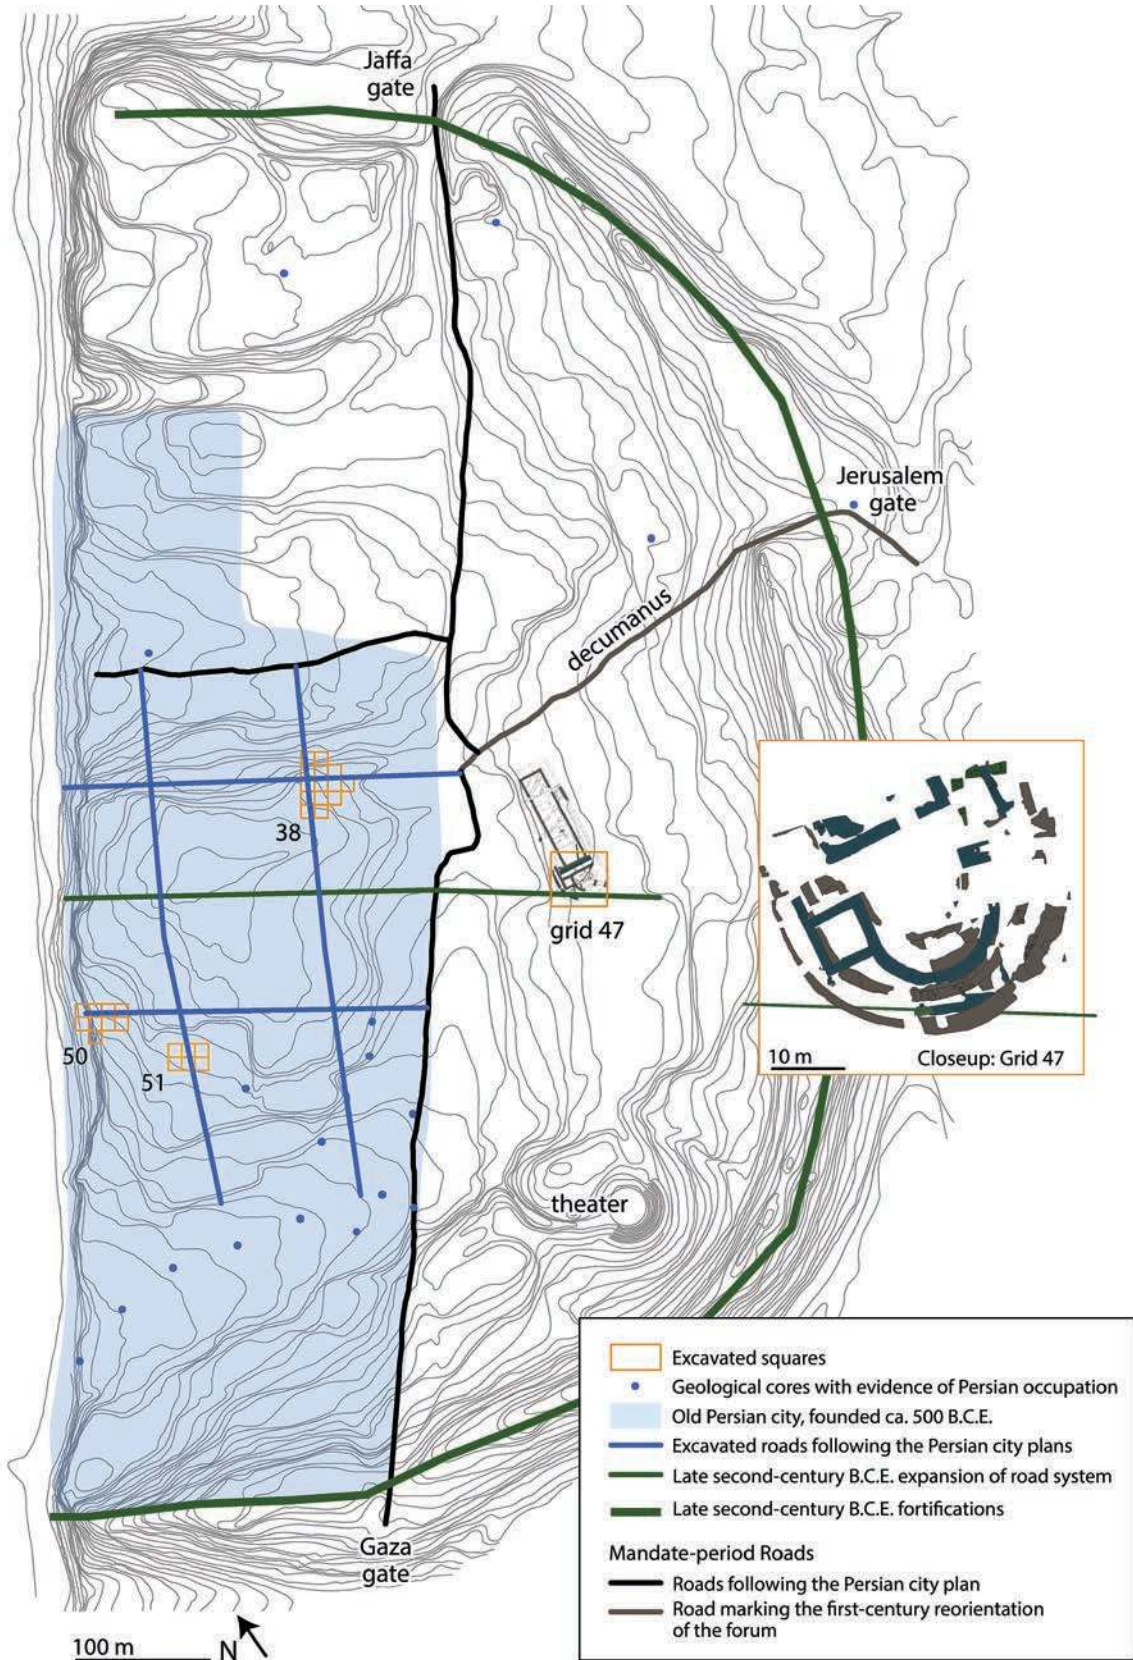 Jaffa
gate
Jerusalem
gate
decumanus
38
grid 47
50
51
10 m
Closeup: Grid 47
theater
Gaza
gate
100 m
N
Excavated squares
Geological cores with evidence of Persian occupation
Old Persian city, founded ca. 500 B.C.E.
Excavated roads following the Persian city plans
Late second-century B.C.E. expansion of road system
Late second-century B.C.E. fortifications
Mandate-period Roads
Roads following the Persian city plan
Road marking the first-century reorientation
of the forum